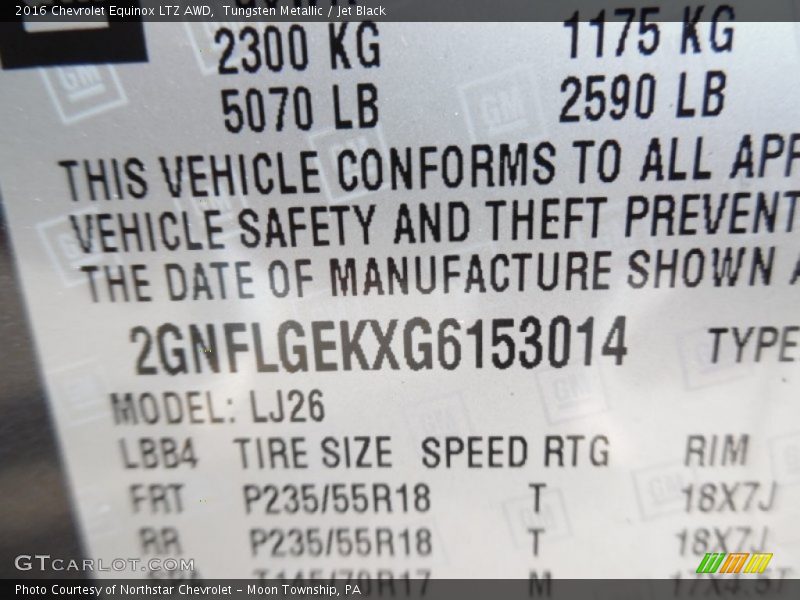 2016 Chevrolet Equinox LTZ AWD, Tungsten Metallic / Jet Black
2300 KG 1175 KG
5070 LB 2590 LB
THIS VEHICLE CONFORMS TO ALL APP
VEHICLE SAFETY AND THEFT PREVENT
THE DATE OF MANUFACTURE SHOWN A
2GNFLGEKXG6153014 TYPE
MODEL: LJ26
LBB4 TIRE SIZE SPEED RTG RIM
FRT P235/55R18 T 18X7J
RR P235/55R18 T 18X7J
T145/70R17 M
GTCARLOT.COM
Photo Courtesy of Northstar Chevrolet – Moon Township, PA